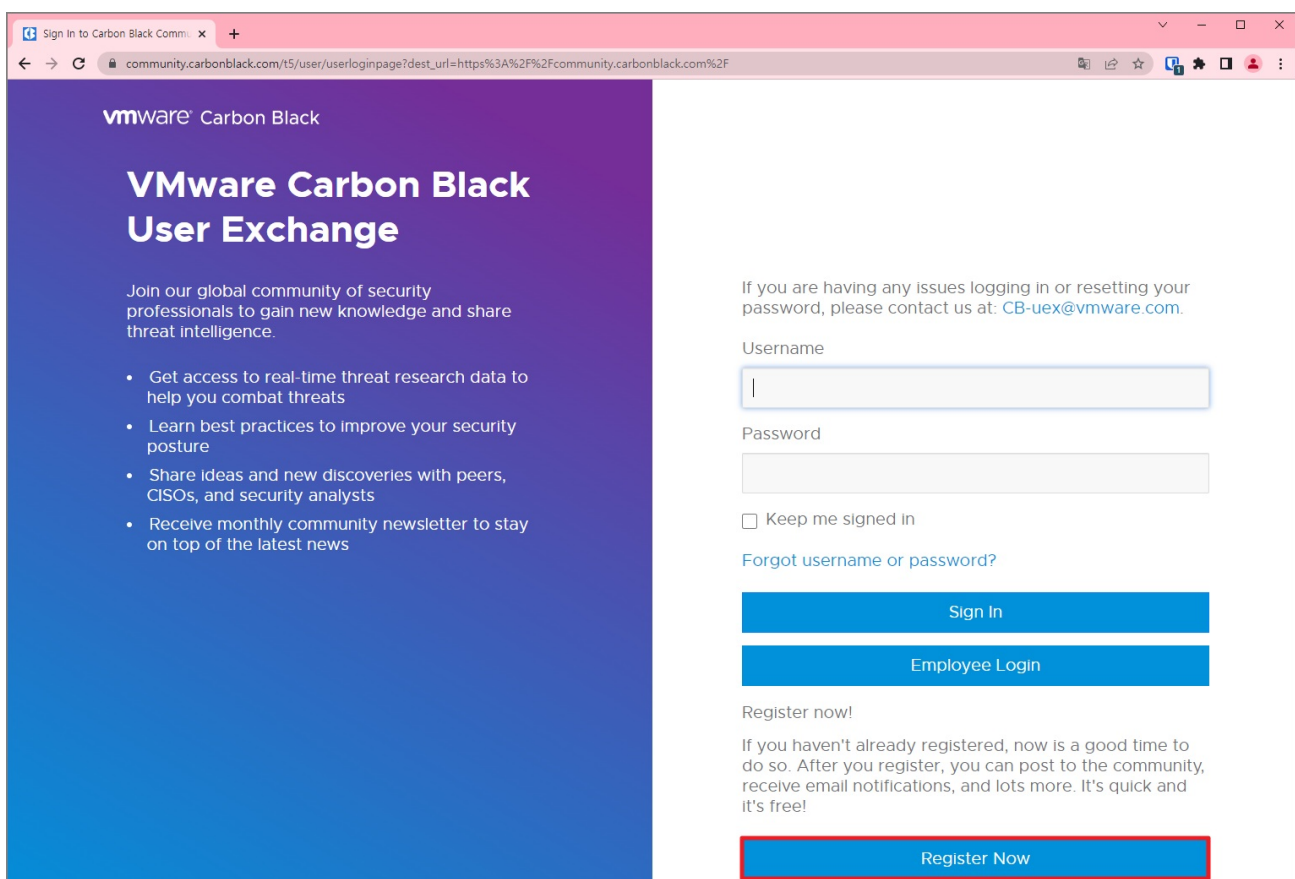 Sign In to Carbon Black Commu
community.carbonblack.com/t5/user/userloginpage?dest_url=https%3A%2F%2Fcommunity.carbonblack.com%2F
1
vmware® Carbon Black
VMware Carbon Black
User Exchange
Join our global community of security
professionals to gain new knowledge and share
threat intelligence.
• Get access to real-time threat research data to
help you combat threats
• Learn best practices to improve your security
posture
• Share ideas and new discoveries with peers,
CISOs, and security analysts
• Receive monthly community newsletter to stay
on top of the latest news
If you are having any issues logging in or resetting your
password, please contact us at: CB-uex@vmware.com.
Username
Password
Keep me signed in
Forgot username or password?
Sign In
Employee Login
Register now!
If you haven't already registered, now is a good time to
do so. After you register, you can post to the community,
receive email notifications, and lots more. It's quick and
it's free!
Register Now